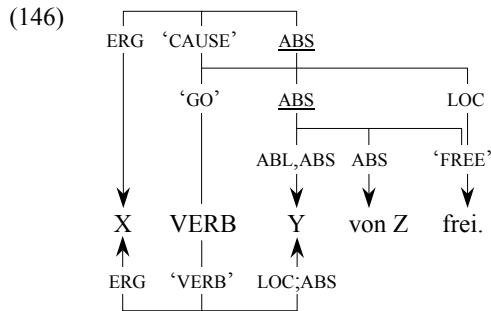 (146)
ERG ‘CAUSE’ ABS
‘GO’ ABS LOC
ABL,ABS ABS ‘FREE’
X VERB Y von Z frei.
ERG ‘VERB’ LOC;ABS